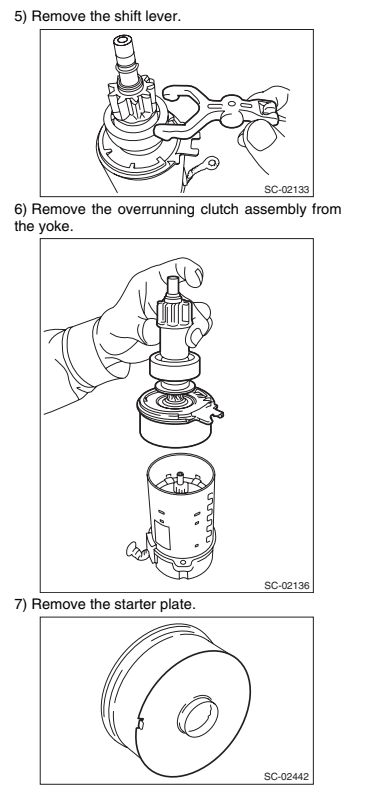 5) Remove the shift lever.
SC-02133
6) Remove the overrunning clutch assembly from
the yoke.
SC-02136
7) Remove the starter plate.
SC-02442